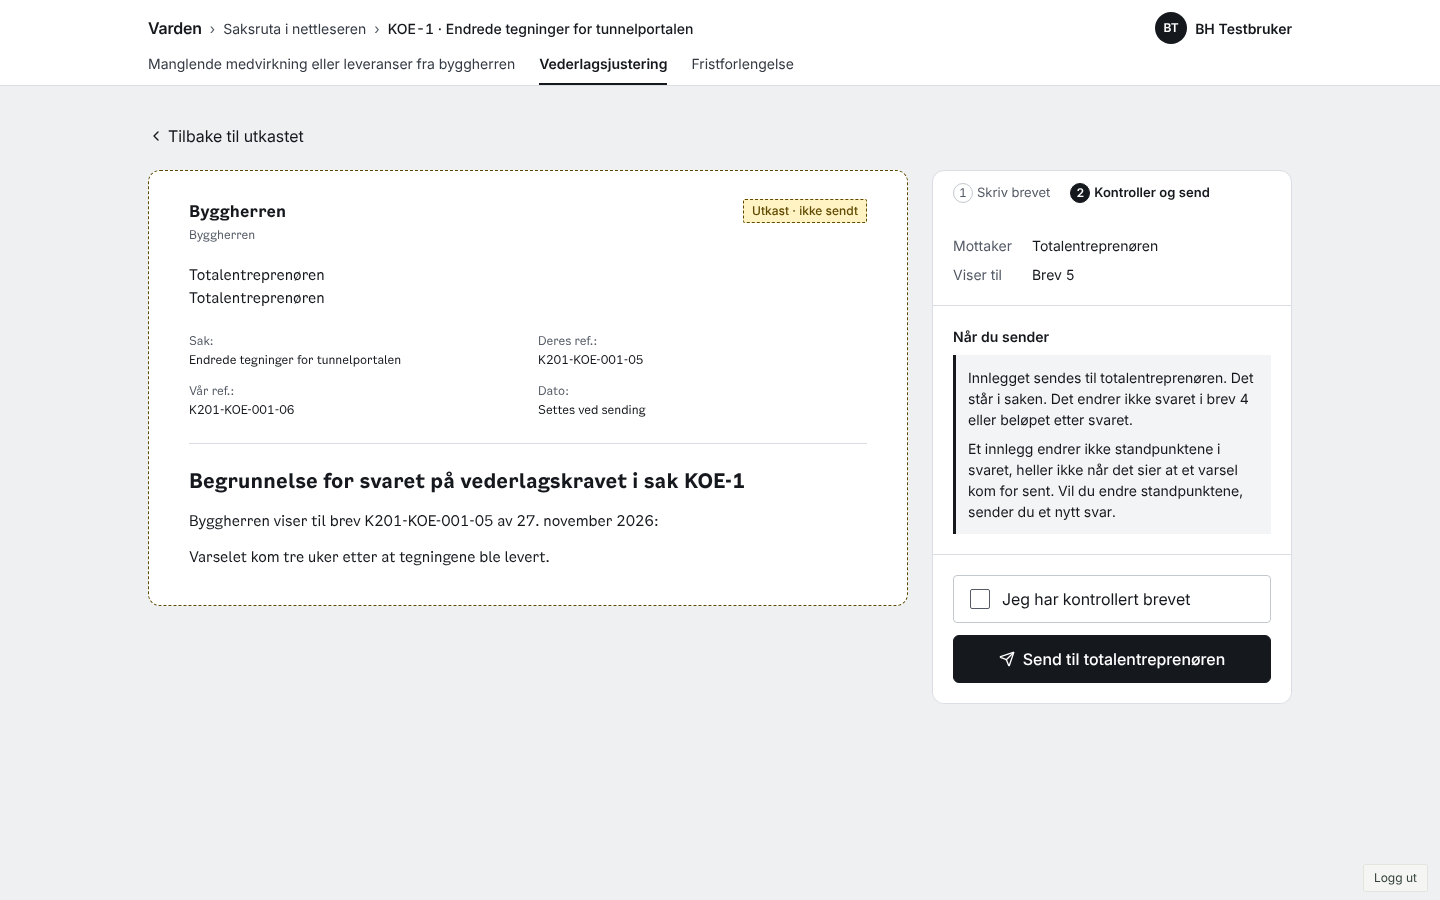 Varden › Saksruta i nettleseren › KOE-1 · Endrede tegninger for tunnelportalen
BT BH Testbruker
Manglende medvirkning eller leveranser fra byggherren Vederlagsjustering Fristforlengelse
Tilbake til utkastet
Byggherren
Utkast · ikke sendt
Byggherren
Totalentreprenøren
Totalentreprenøren
Sak: Deres ref.:
Endrede tegninger for tunnelportalen K201-KOE-001-05
Vår ref.: Dato:
K201-KOE-001-06 Settes ved sending
Begrunnelse for svaret på vederlagskravet i sak KOE-1
Byggherren viser til brev K201-KOE-001-05 av 27. november 2026:
Varselet kom tre uker etter at tegningene ble levert.
1 Skriv brevet 2 Kontroller og send
Mottaker Totalentreprenøren
Viser til Brev 5
Når du sender
Innlegget sendes til totalentreprenøren. Det
står i saken. Det endrer ikke svaret i brev 4
eller beløpet etter svaret.
Et innlegg endrer ikke standpunktene i
svaret, heller ikke når det sier at et varsel
kom for sent. Vil du endre standpunktene,
sender du et nytt svar.
Jeg har kontrollert brevet
Send til totalentreprenøren
Logg ut